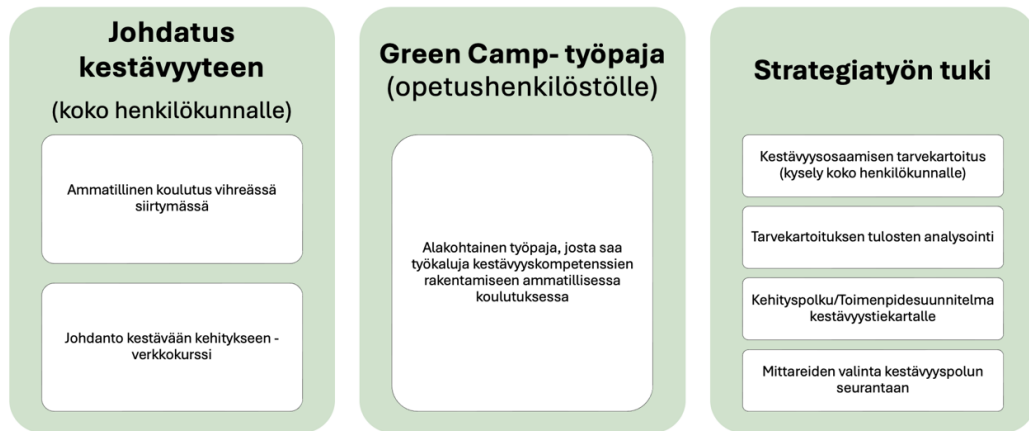 Johdatus
kestävyyteen
(koko henkilökunnalle)
Ammatillinen koulutus vihreässä
siirtymässä
Johdanto kestävään kehitykseen -
verkkokurssi
Green Camp- työpaja
(opetushenkilöstölle)
Alakohtainen työpaja, josta saa
työkaluja kestävyyskompetenssien
rakentamiseen ammatillisessa
koulutuksessa
Strategiatyön tuki
Kestävyysosaamisen tarvekartoitus
(kysely koko henkilökunnalle)
Tarvekartoituksen tulosten analysointi
Kehityspolku/Toimenpidesuunnitelma
kestävyystiekartalle
Mittareiden valinta kestävyyspolun
seurantaan